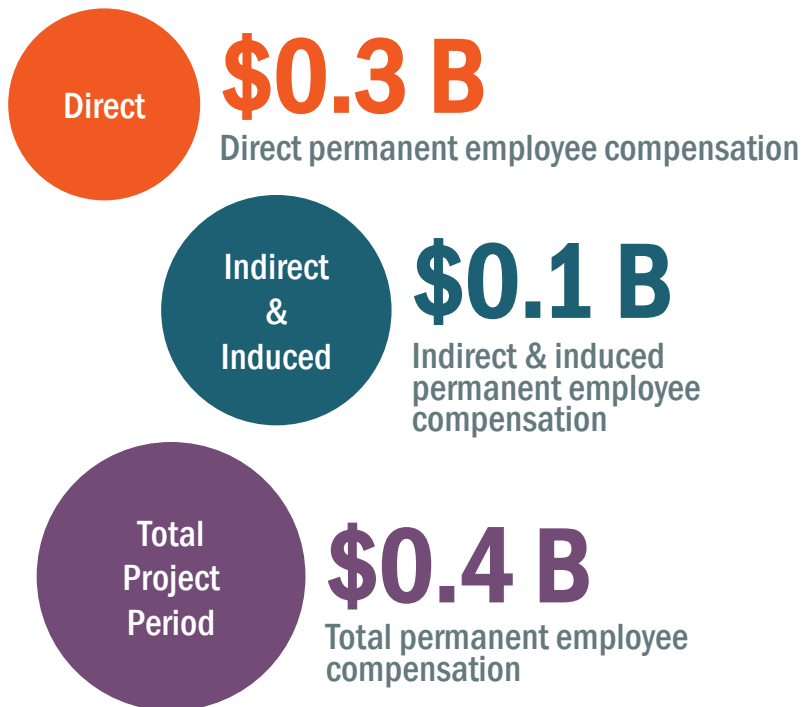 Direct
$0.3 B
Direct permanent employee compensation
Indirect
&
Induced
$0.1 B
Indirect & induced
permanent employee
compensation
Total
Project
Period
$0.4 B
Total permanent employee
compensation